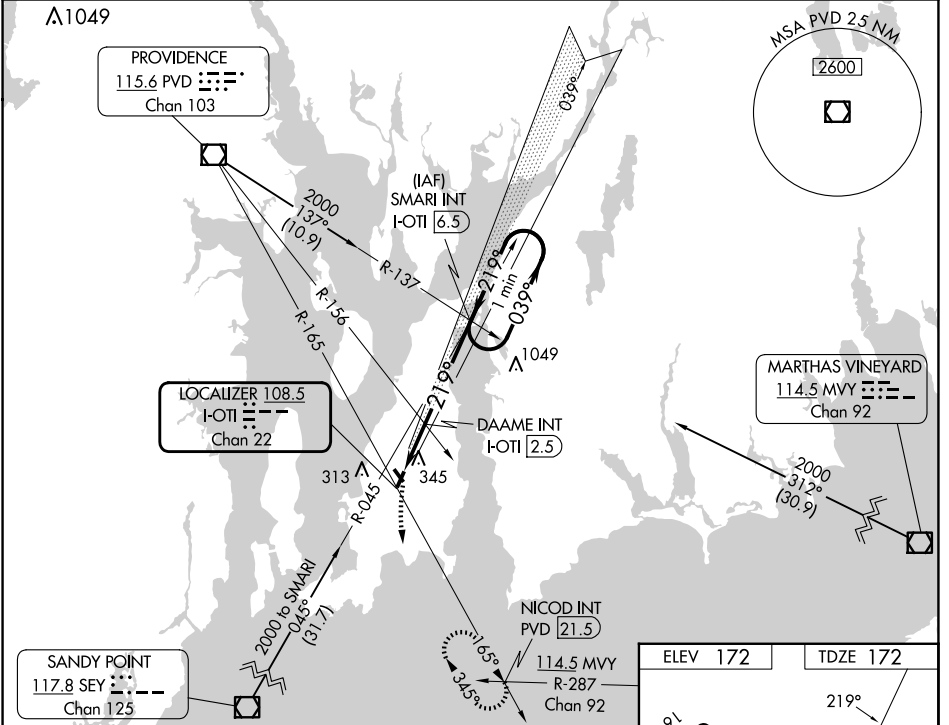 1049
PROVIDENCE
115.6 PVD
Chan 103
MSA PVD 25 NM
2600
039°
(IAF)
SMARI INT
I-OTI 6.5
2000
137°
(10.9)
R-137
R-156
R-165
219°
1 min
039°
1049
219°
LOCALIZER 108.5
I-OTI
Chan 22
DAAME INT
I-OTI 2.5
MARTHAS VINEYARD
114.5 MVY
Chan 92
313
345
R-045
2000
312°
(30.9)
2000 to SMARI
045°
(31.7)
NICOD INT
PVD 21.5
165°
345°
114.5 MVY
R-287
Chan 92
SANDY POINT
117.8 SEY
Chan 125
ELEV 172
TDZE 172
219°
16